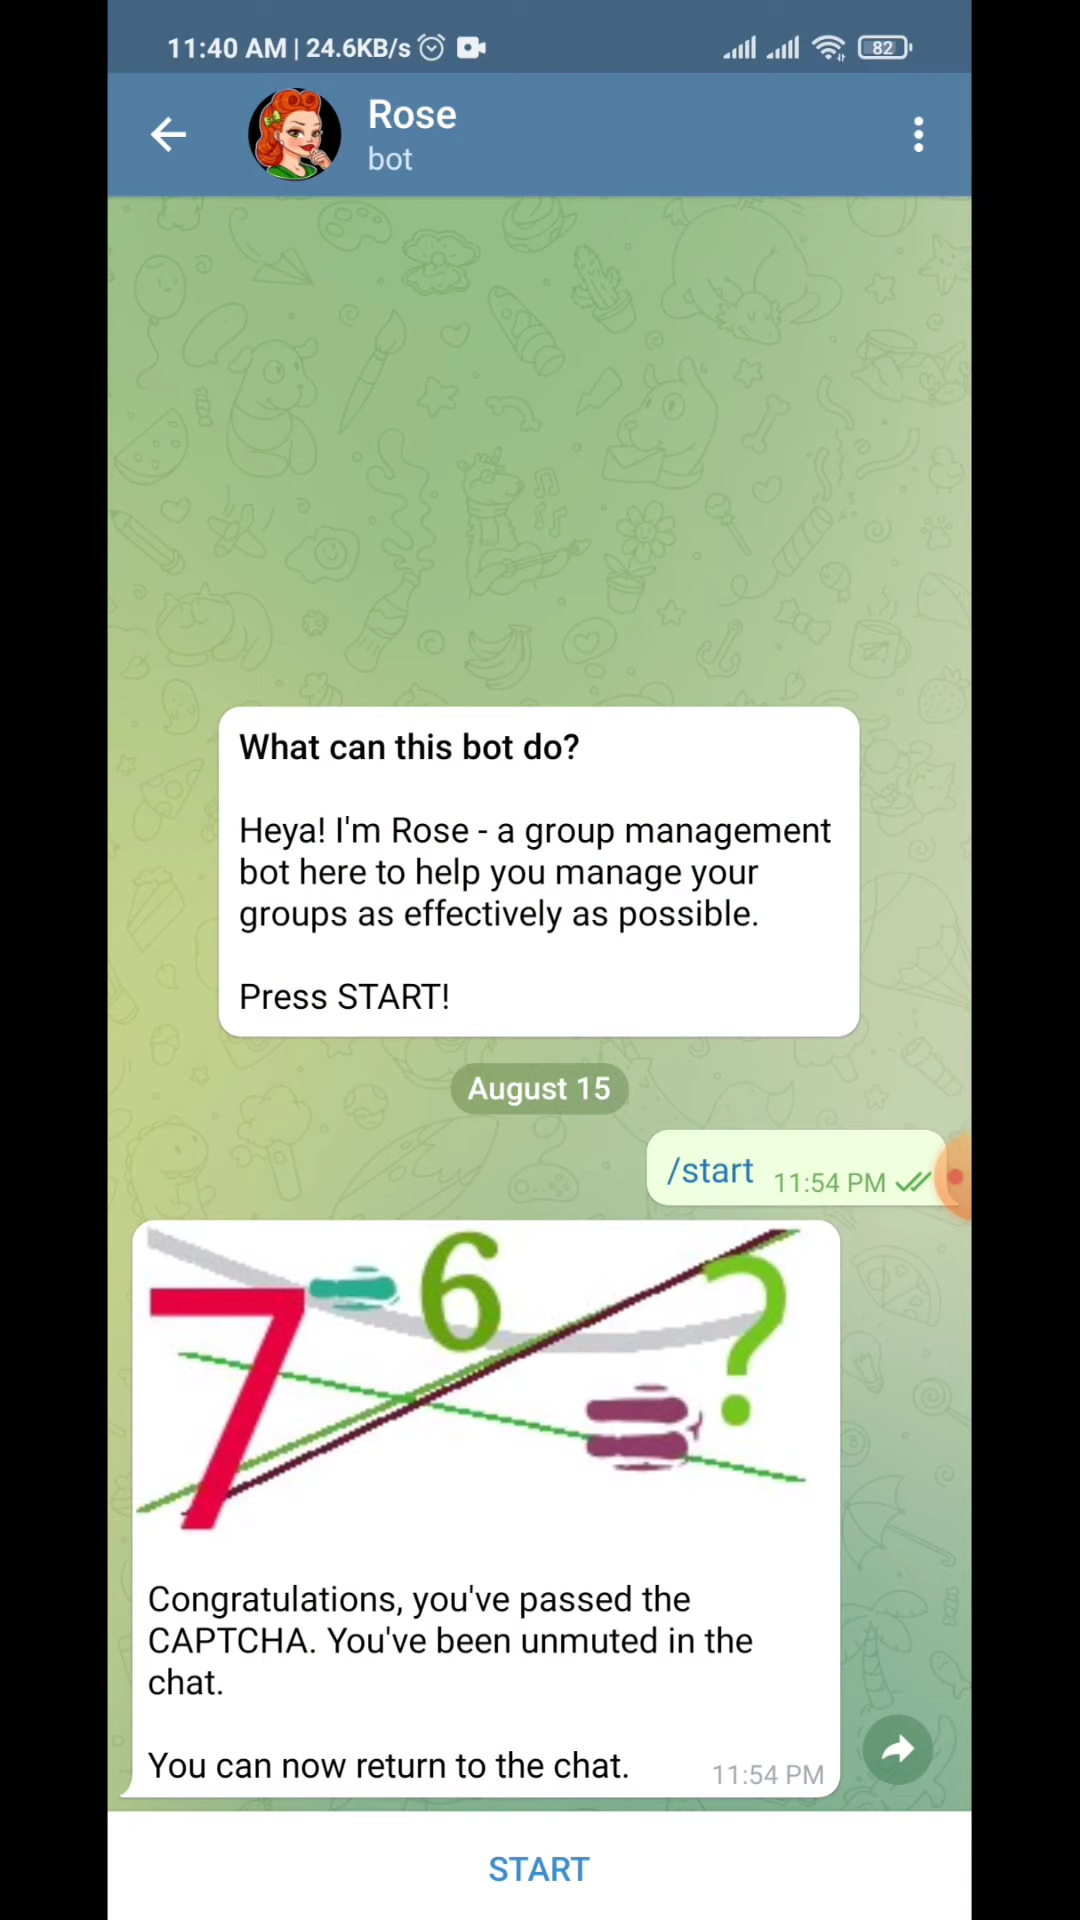 11:40 AM | 24.6KB/s
82
Rose
bot
What can this bot do?
Heya! I'm Rose - a group management
bot here to help you manage your
groups as effectively as possible.
Press START!
August 15
/start 11:54 PM
7 - 6 = ?
Congratulations, you've passed the
CAPTCHA. You've been unmuted in the
chat.
You can now return to the chat. 11:54 PM
START